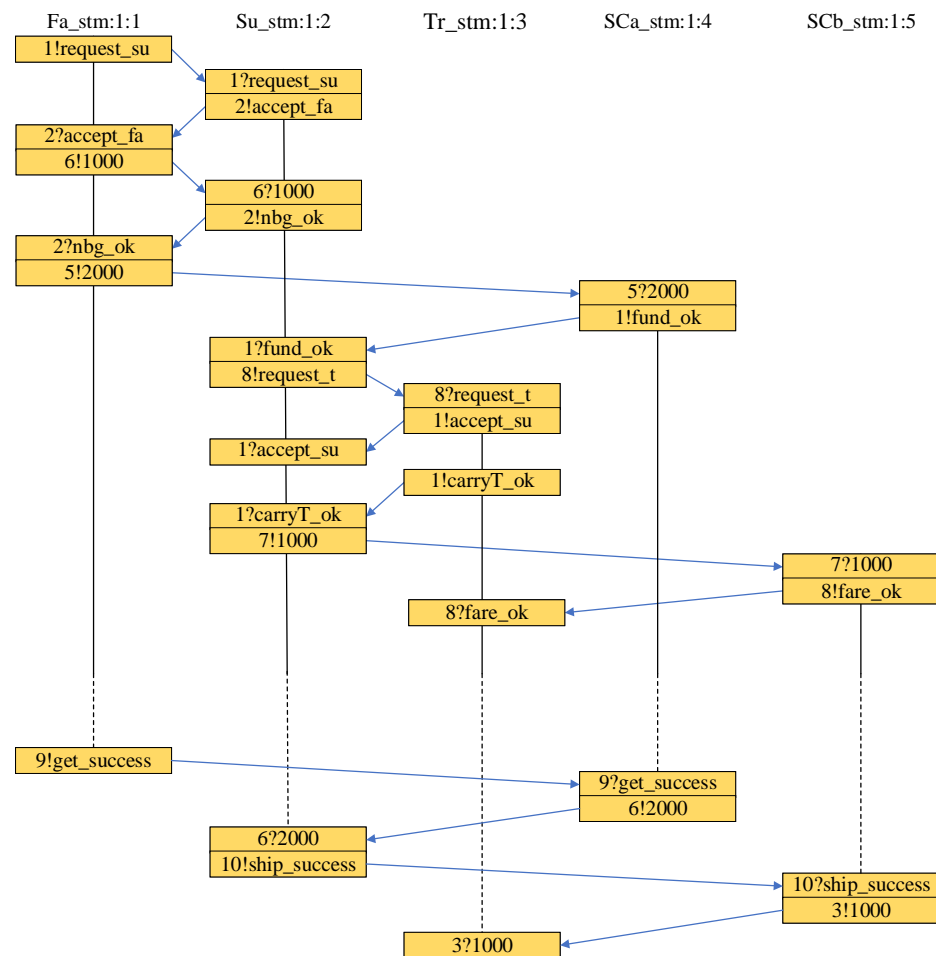 Fa_stm:1:1 Su_stm:1:2 Tr_stm:1:3 SCa_stm:1:4 SCb_stm:1:5
1!request_su
1?request_su
2!accept_fa
2?accept_fa
6!1000
6?1000
2!nbg_ok
2?nbg_ok
5!2000
5?2000
1!fund_ok
1?fund_ok
8!request_t
8?request_t
1!accept_su
1?accept_su
1!carryT_ok
1?carryT_ok
7!1000
7?1000
8!fare_ok
8?fare_ok
9!get_success
9?get_success
6!2000
6?2000
10!ship_success
10?ship_success
3!1000
3?1000